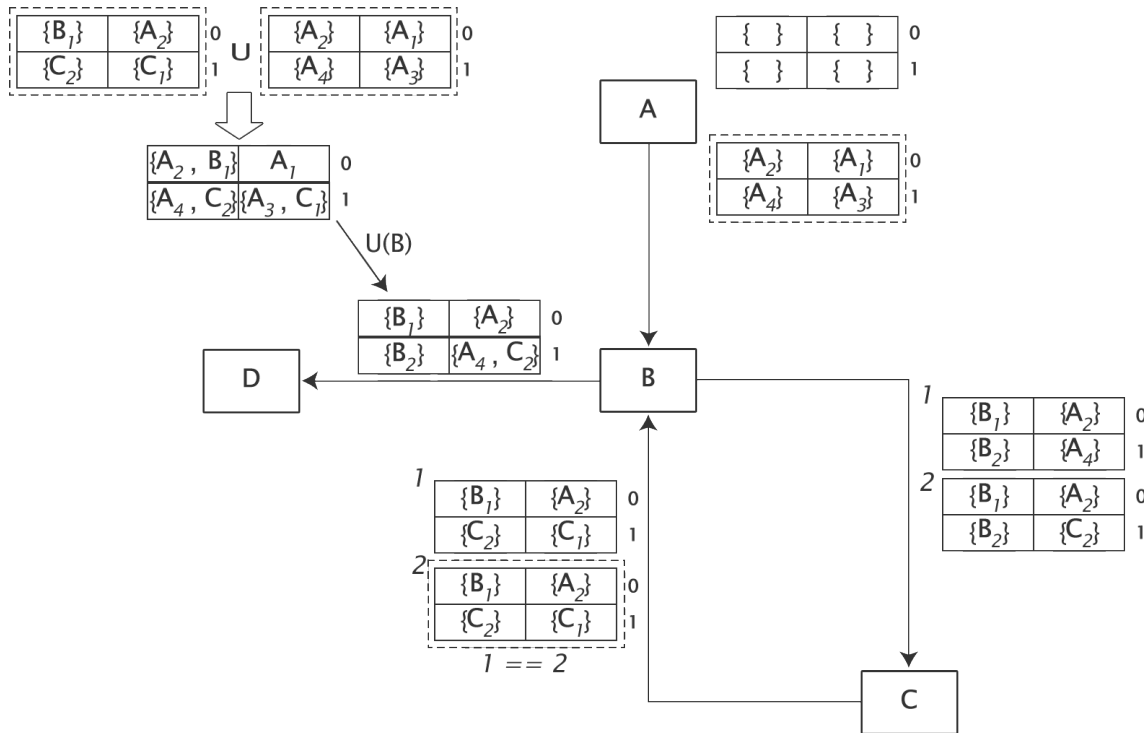 {B1} {A2} 0
{C2} {C1} 1
U
{A2} {A1} 0
{A4} {A3} 1
{A2 , B1} A1 0
{A4 , C2} {A3 , C1} 1
U(B)
{ } { } 0
{ } { } 1
A
{A2} {A1} 0
{A4} {A3} 1
{B1} {A2} 0
{B2} {A4 , C2} 1
D
B
1
{B1} {A2} 0
{B2} {A4} 1
2
{B1} {A2} 0
{B2} {C2} 1
1
{B1} {A2} 0
{C2} {C1} 1
2
{B1} {A2} 0
{C2} {C1} 1
1 == 2
C